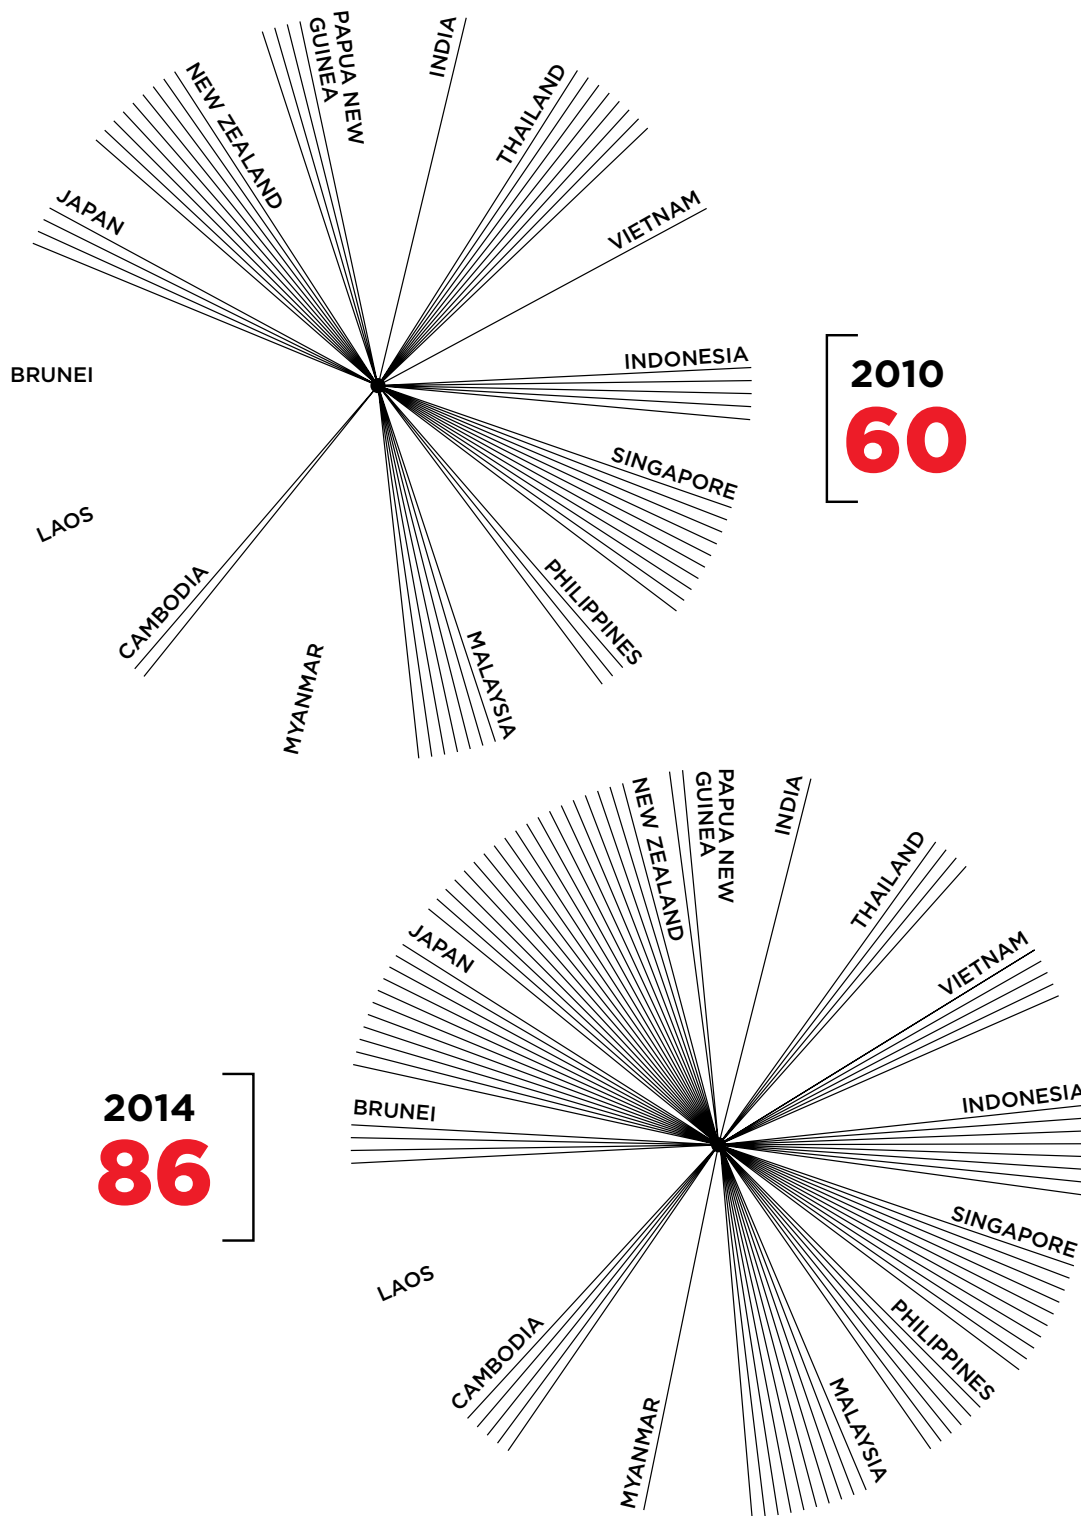 PAPUA NEW
GUINEA
INDIA
THAILAND
VIETNAM
INDONESIA
SINGAPORE
PHILIPPINES
MALAYSIA
MYANMAR
CAMBODIA
LAOS
BRUNEI
JAPAN
NEW ZEALAND
2010
60
PAPUA NEW
GUINEA
INDIA
THAILAND
VIETNAM
INDONESIA
SINGAPORE
PHILIPPINES
MALAYSIA
MYANMAR
CAMBODIA
LAOS
BRUNEI
JAPAN
NEW ZEALAND
2014
86